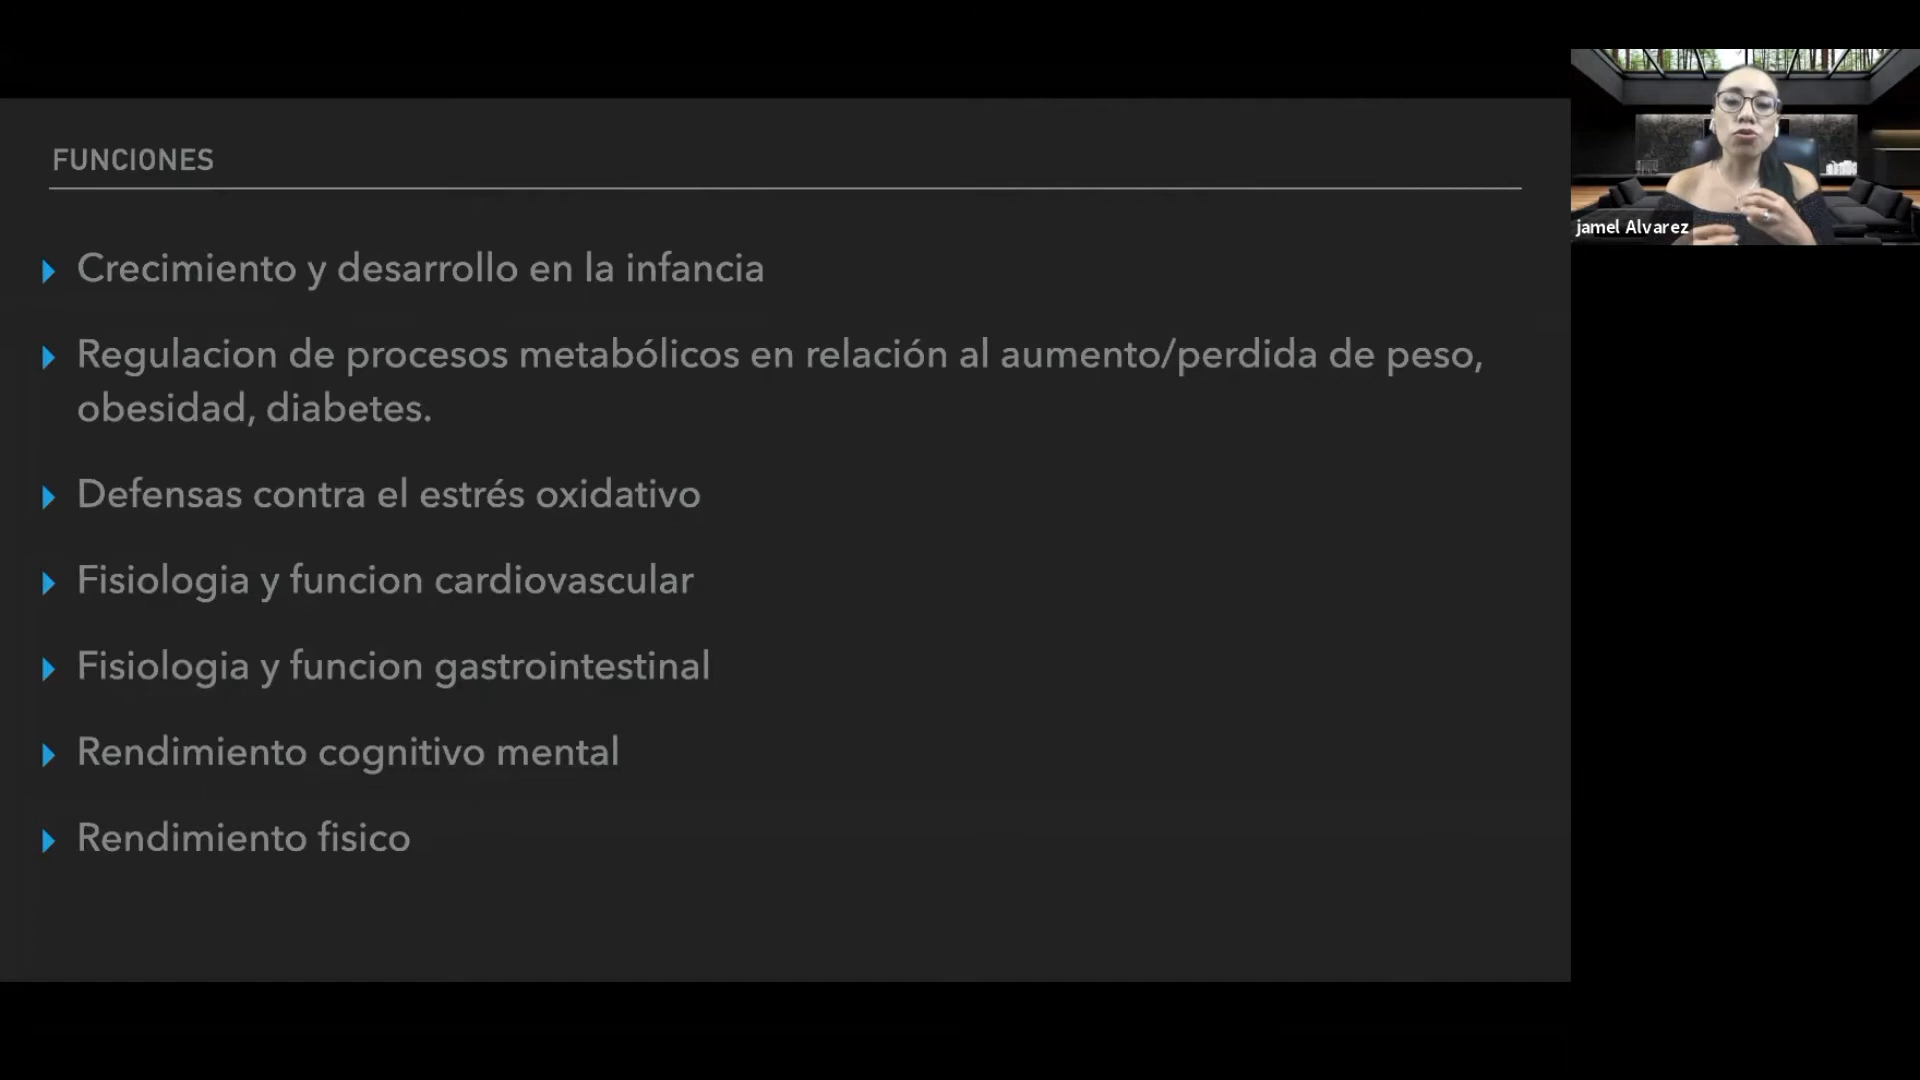 FUNCIONES
Crecimiento y desarrollo en la infancia
Regulacion de procesos metabólicos en relación al aumento/perdida de peso,
obesidad, diabetes.
Defensas contra el estrés oxidativo
Fisiologia y funcion cardiovascular
Fisiologia y funcion gastrointestinal
Rendimiento cognitivo mental
Rendimiento fisico
jamel Alvarez